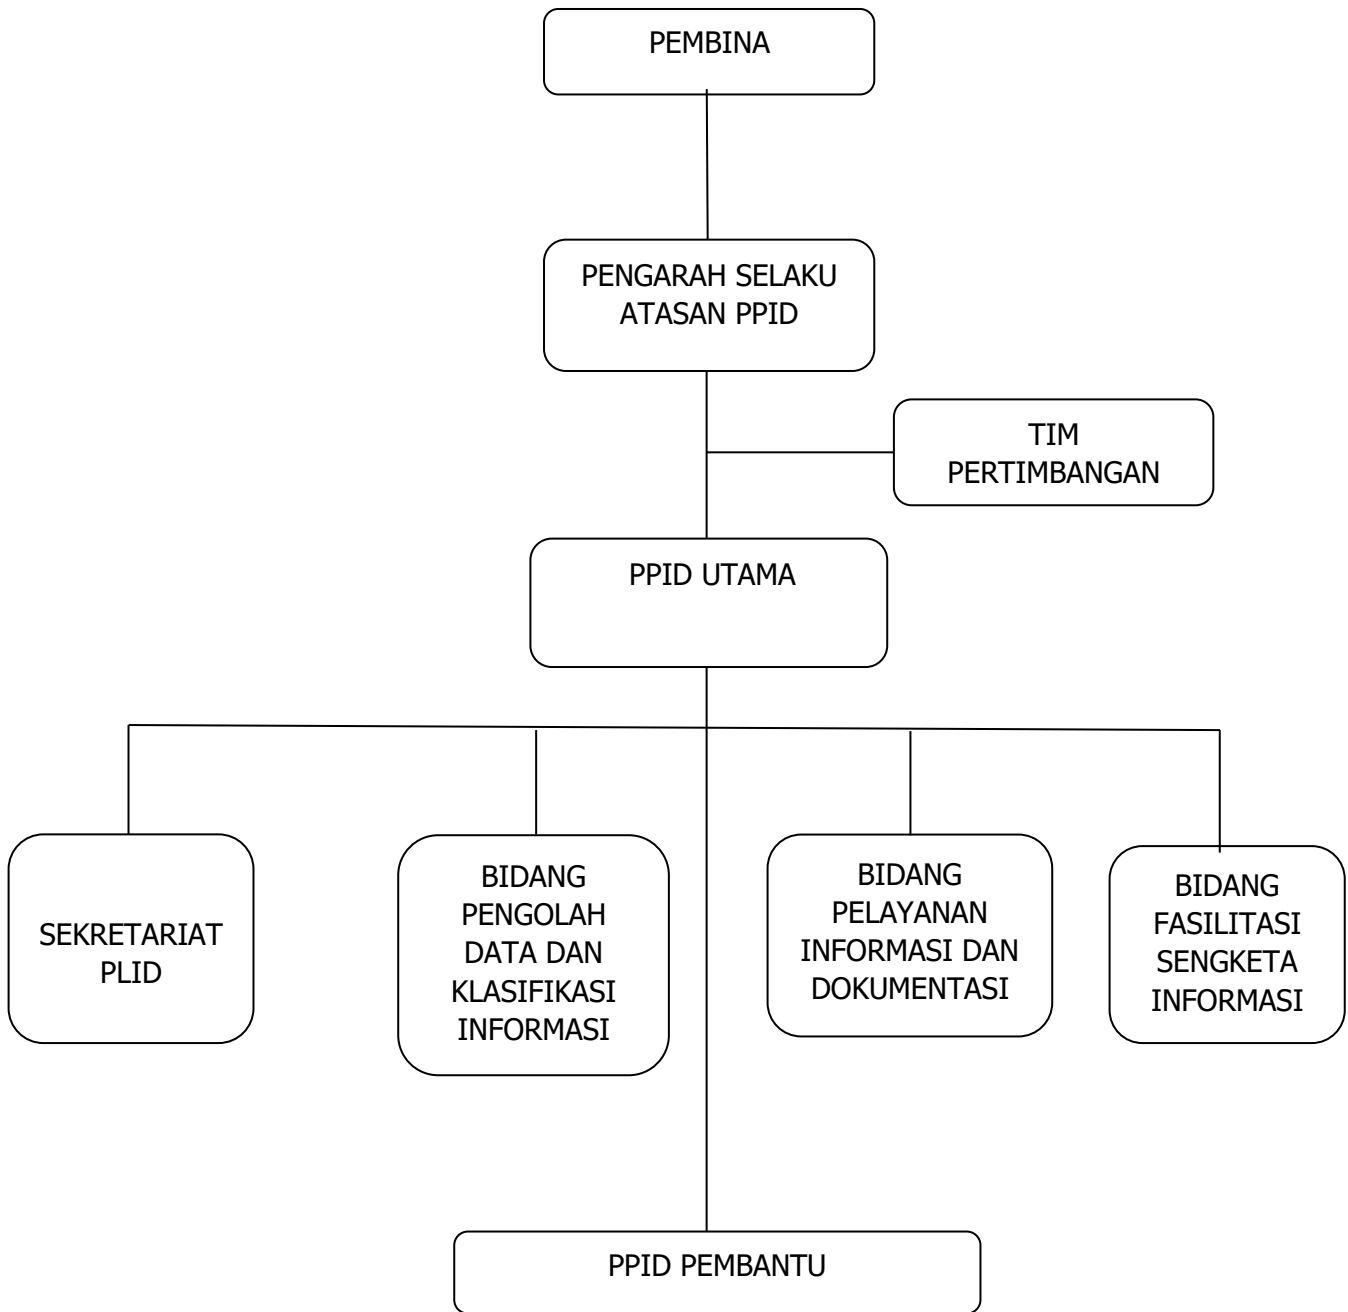 PEMBINA
PENGARAH SELAKU
ATASAN PPID
TIM
PERTIMBANGAN
PPID UTAMA
SEKRETARIAT
PLID
BIDANG
PENGOLAH
DATA DAN
KLASIFIKASI
INFORMASI
BIDANG
PELAYANAN
INFORMASI DAN
DOKUMENTASI
BIDANG
FASILITASI
SENGKETA
INFORMASI
PPID PEMBANTU